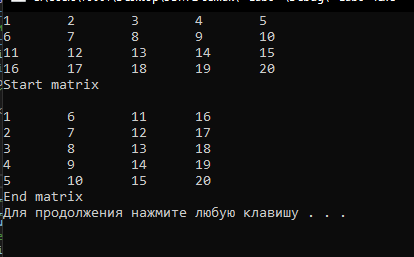 1 2 3 4 5
6 7 8 9 10
11 12 13 14 15
16 17 18 19 20
Start matrix
1 6 11 16
2 7 12 17
3 8 13 18
4 9 14 19
5 10 15 20
End matrix
Для продолжения нажмите любую клавишу . . .